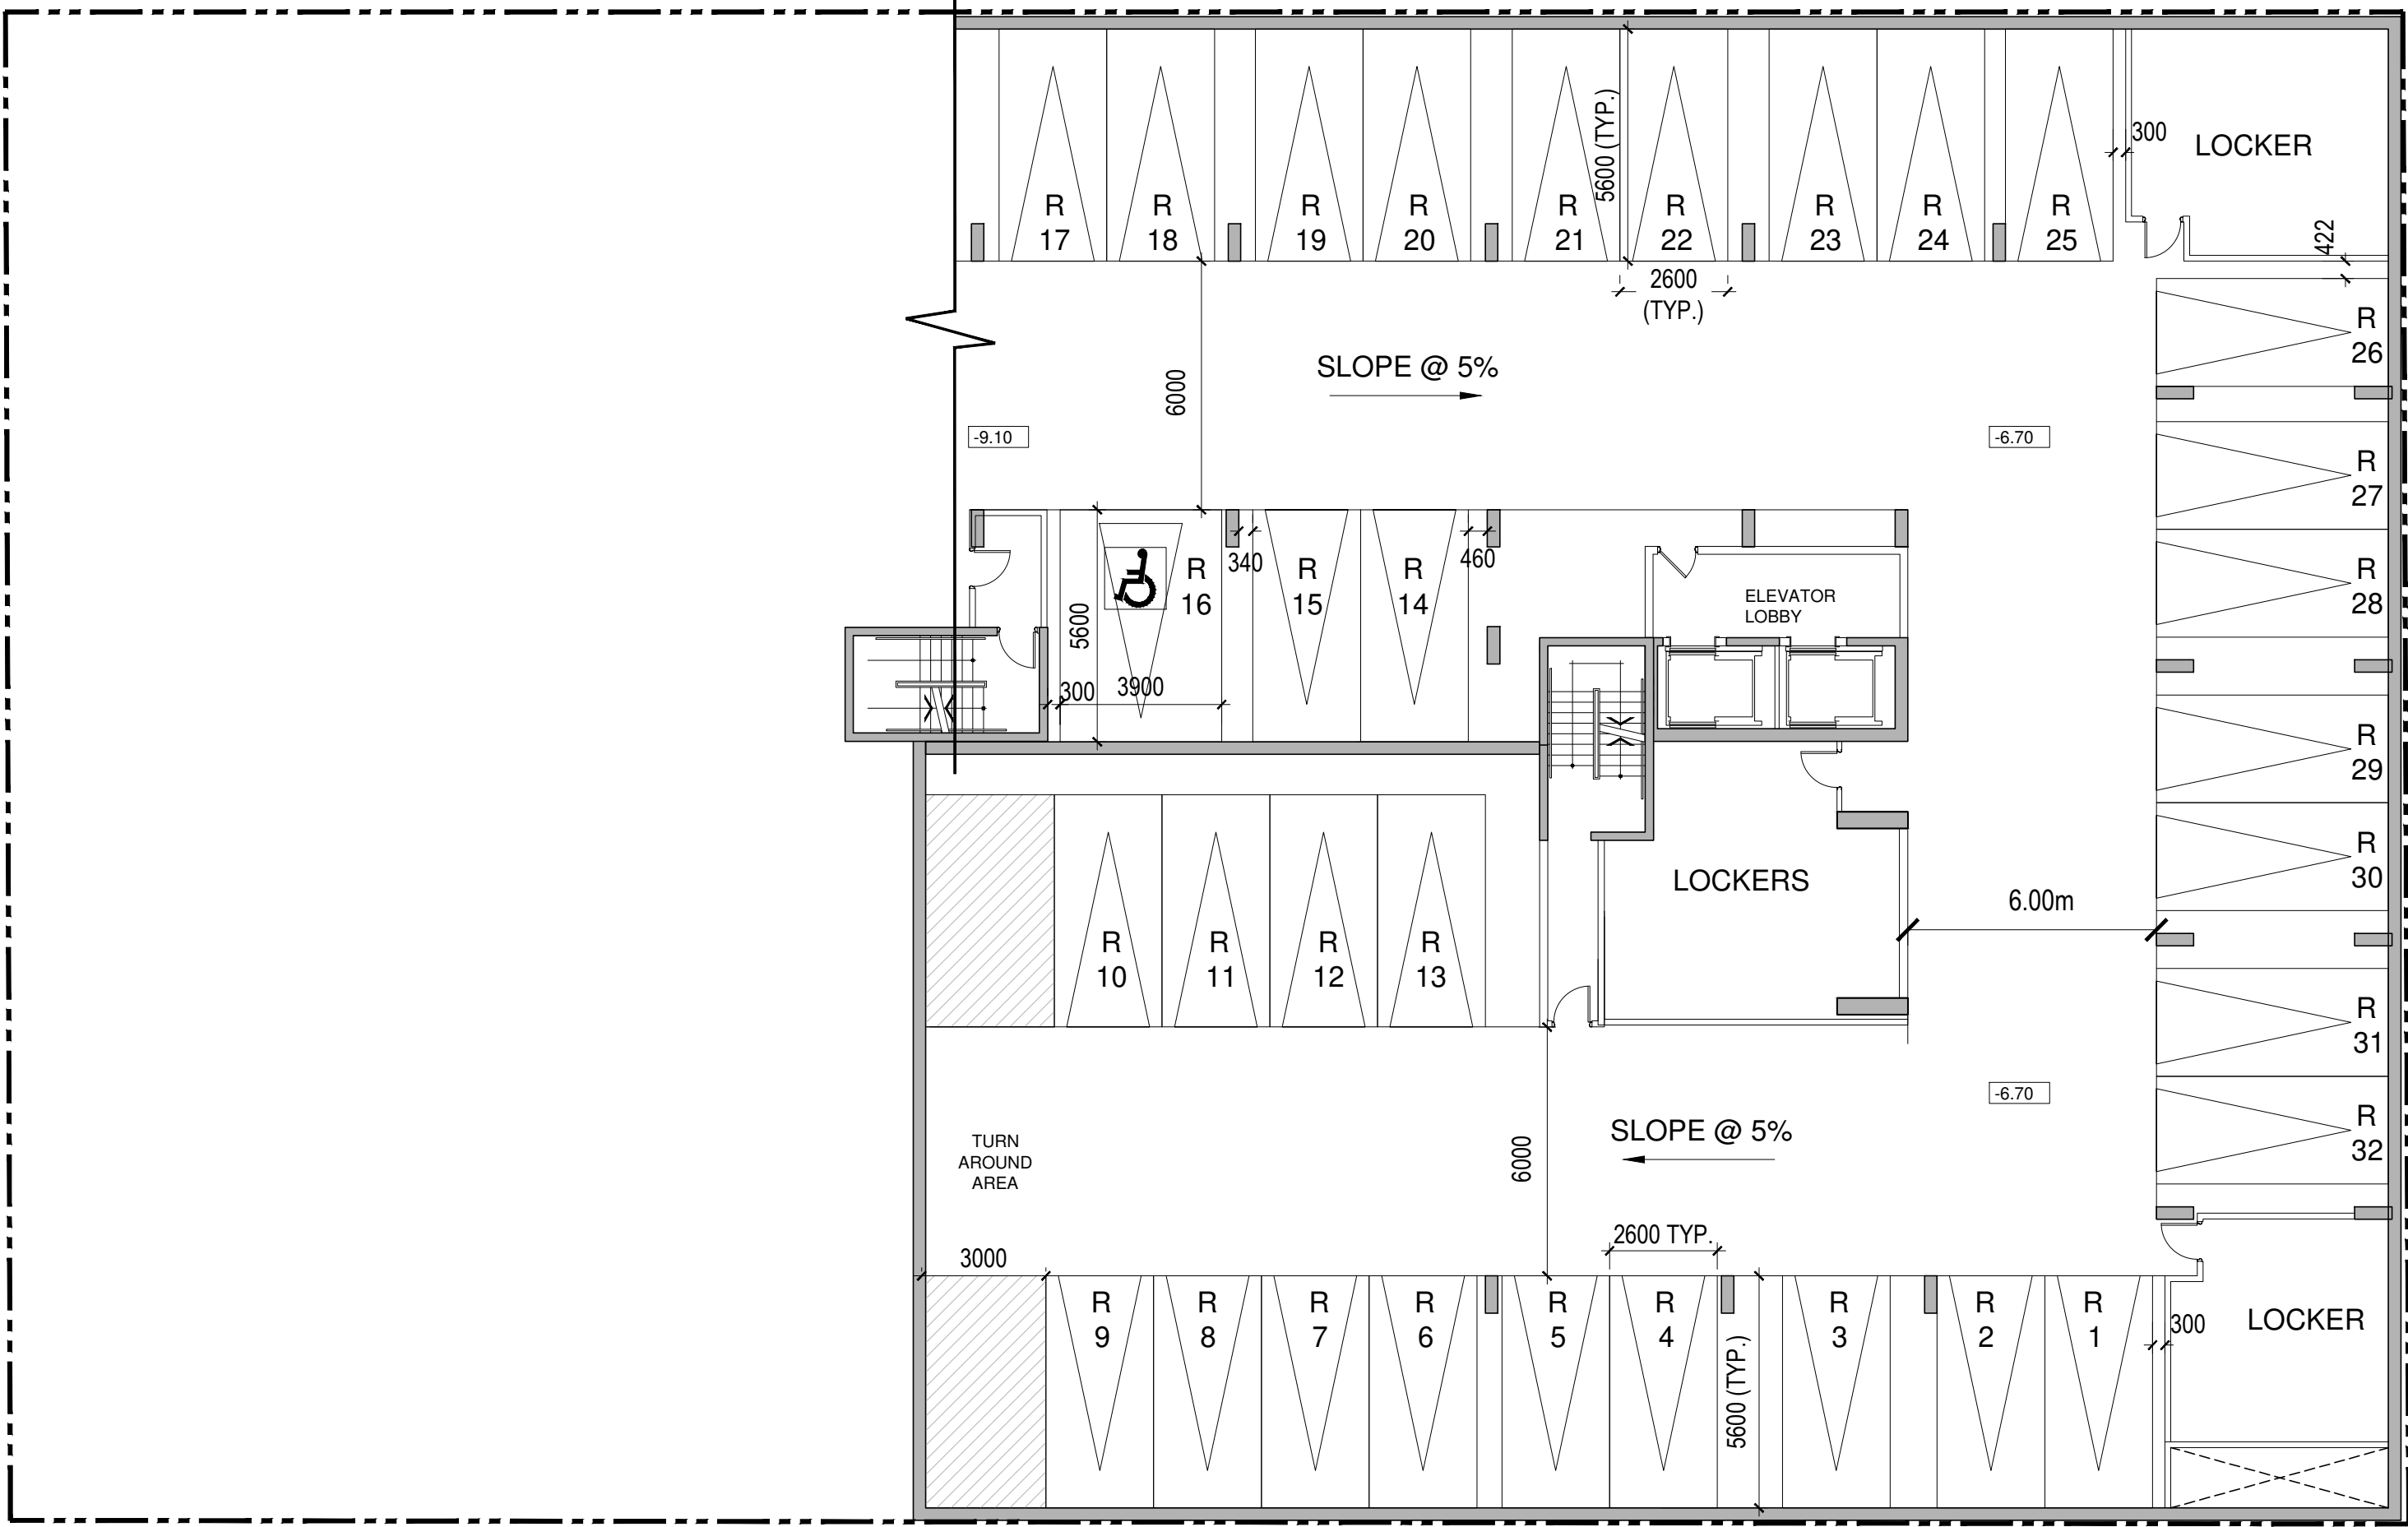 R R R R R R R R R
17 18 19 20 21 22 23 24 25
5600 (TYP.)
300
LOCKER
422
2600
(TYP.)
R
26
SLOPE @ 5%
6000
-9.10
-6.70
R
27
R
28
340
460
R R R
16 15 14
5600
300
3900
ELEVATOR
LOBBY
R
29
R
30
LOCKERS
6.00m
R R R R
10 11 12 13
R
31
R
32
-6.70
SLOPE @ 5%
6000
TURN
AROUND
AREA
3000
2600 TYP.
R R R R R R R R R
9 8 7 6 5 4 3 2 1
5600 (TYP.)
300
LOCKER